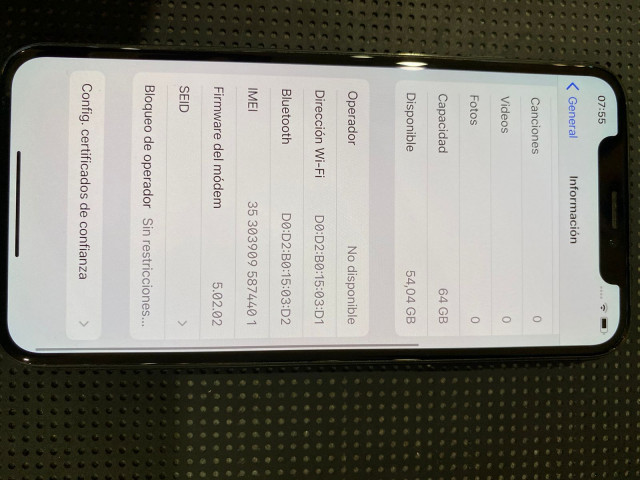 07:55
General
Información
Canciones 0
Videos 0
Fotos 0
Capacidad 64 GB
Disponible 54,04 GB
Operador No disponible
Dirección Wi-Fi D0:D2:B0:15:03:D1
Bluetooth D0:D2:B0:15:03:D2
IMEI 35 303909 587440 1
Firmware del módem 5.02.02
SEID
Bloqueo de operador Sin restricciones...
Config. certificados de confianza